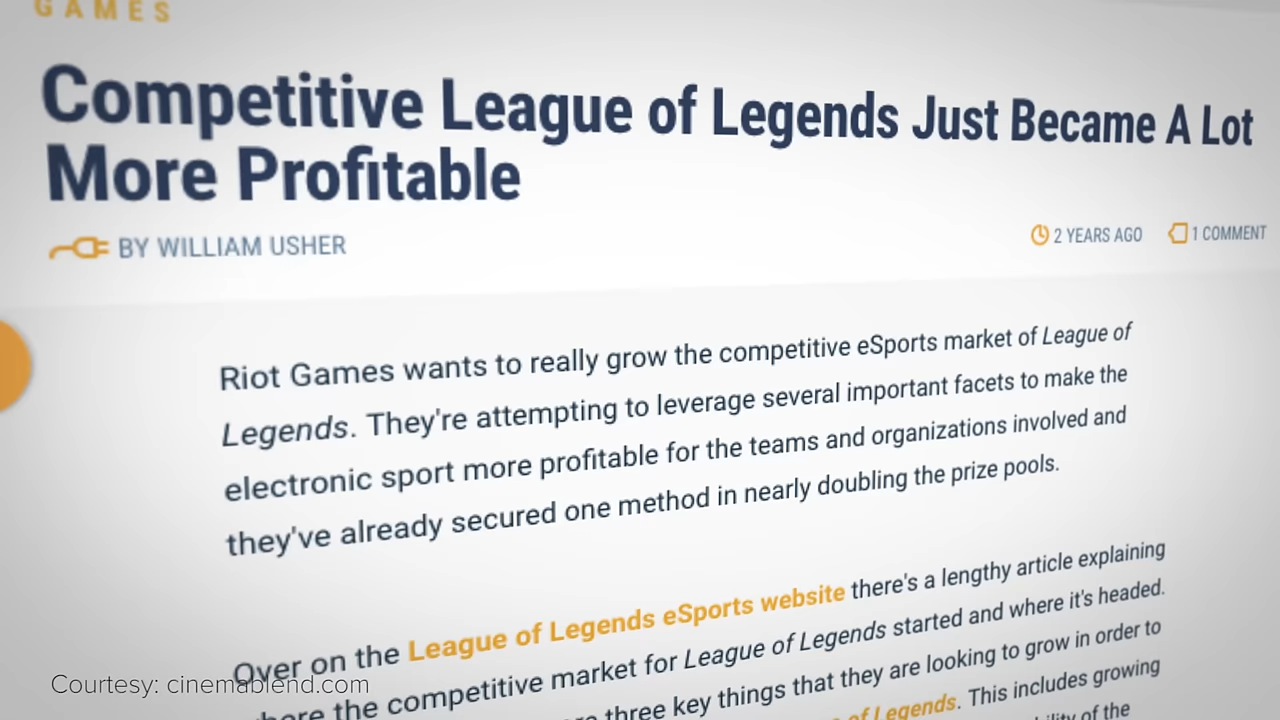 GAMES
Competitive League of Legends Just Became A Lot
More Profitable
BY WILLIAM USHER
2 YEARS AGO
1 COMMENT
Riot Games wants to really grow the competitive eSports market of League of
Legends. They're attempting to leverage several important facets to make the
electronic sport more profitable for the teams and organizations involved and
they've already secured one method in nearly doubling the prize pools.
Over on the League of Legends eSports website there's a lengthy article explaining
the competitive market for League of Legends started and where it's headed.
three key things that they are looking to grow in order to
of Legends. This includes growing
of the
Courtesy: cinemablend.com